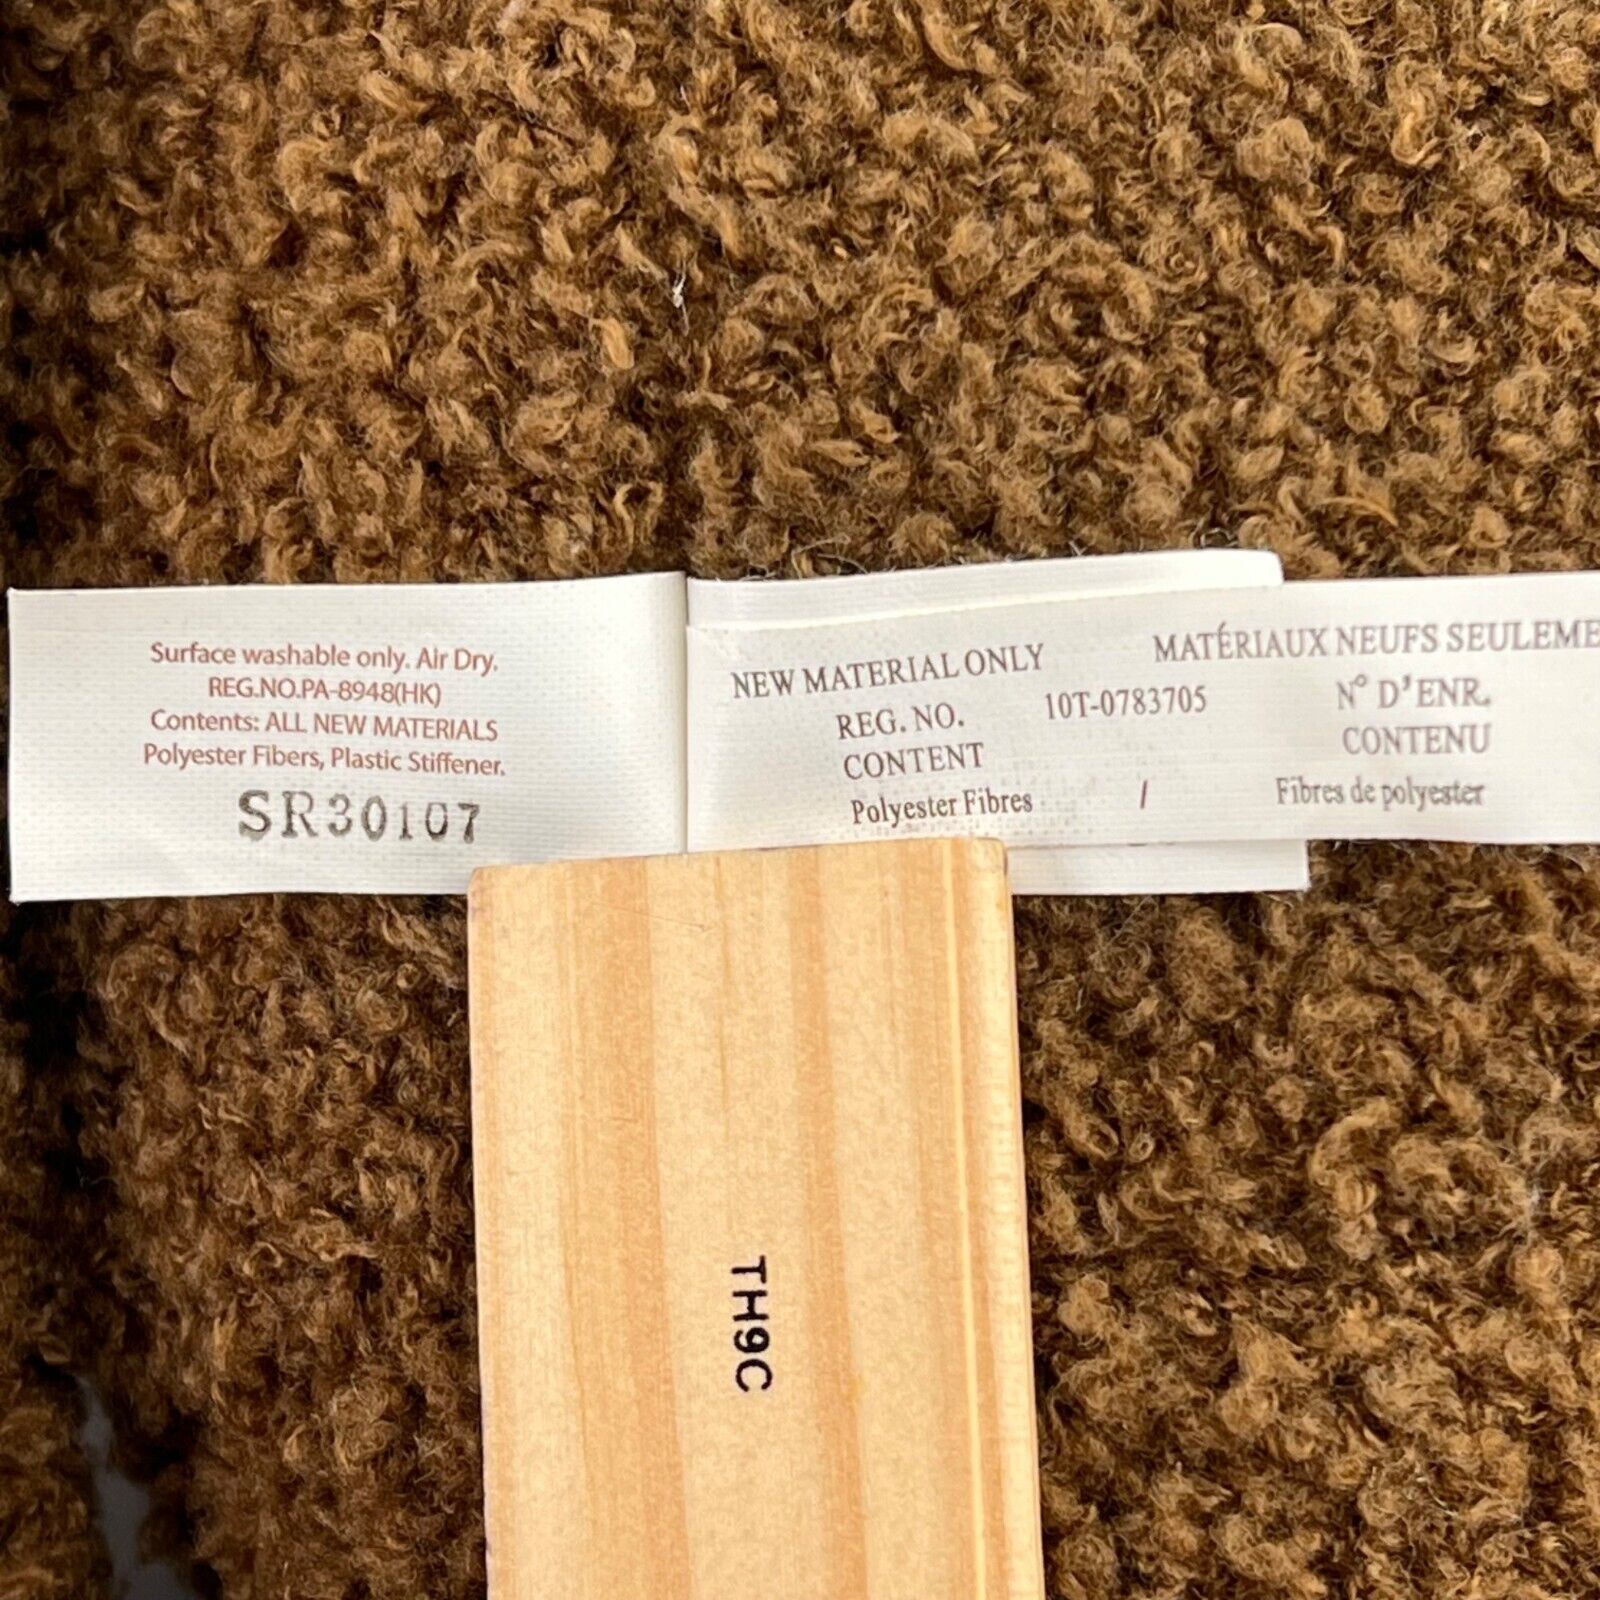 Surface washable only. Air Dry.
REG.NO.PA-8948(HK)
Contents: ALL NEW MATERIALS
Polyester Fibers, Plastic Stiffener.
SR30107
NEW MATERIAL ONLY
REG. NO. 10T-0783705
CONTENT
Polyester Fibres /
MATÉRIAUX NEUFS SEULEME
N° D'ENR.
CONTENU
Fibres de polyester
TH9C